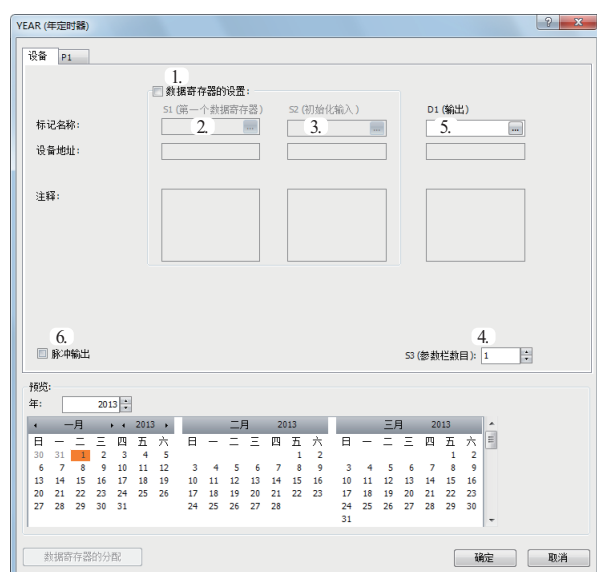 YEAR (年定时器)
设备 P1
1.
数据寄存器的设置:
S1 (第一个数据寄存器) S2 (初始化输入) D1 (输出)
标记名称: 2. ... 3. ... 5. ...
设备地址:
注释:
6. 4.
脉冲输出 S3 (参数栏数目): 1
预览:
年: 2013
一月 2013 二月 2013 三月 2013
日 一 二 三 四 五 六 日 一 二 三 四 五 六 日 一 二 三 四 五 六
30 31 1 2 3 4 5 1 2 1 2
6 7 8 9 10 11 12 3 4 5 6 7 8 9 3 4 5 6 7 8 9
13 14 15 16 17 18 19 10 11 12 13 14 15 16 10 11 12 13 14 15 16
20 21 22 23 24 25 26 17 18 19 20 21 22 23 17 18 19 20 21 22 23
27 28 29 30 31 24 25 26 27 28 24 25 26 27 28 29 30
31
数据寄存器的分配 确定 取消